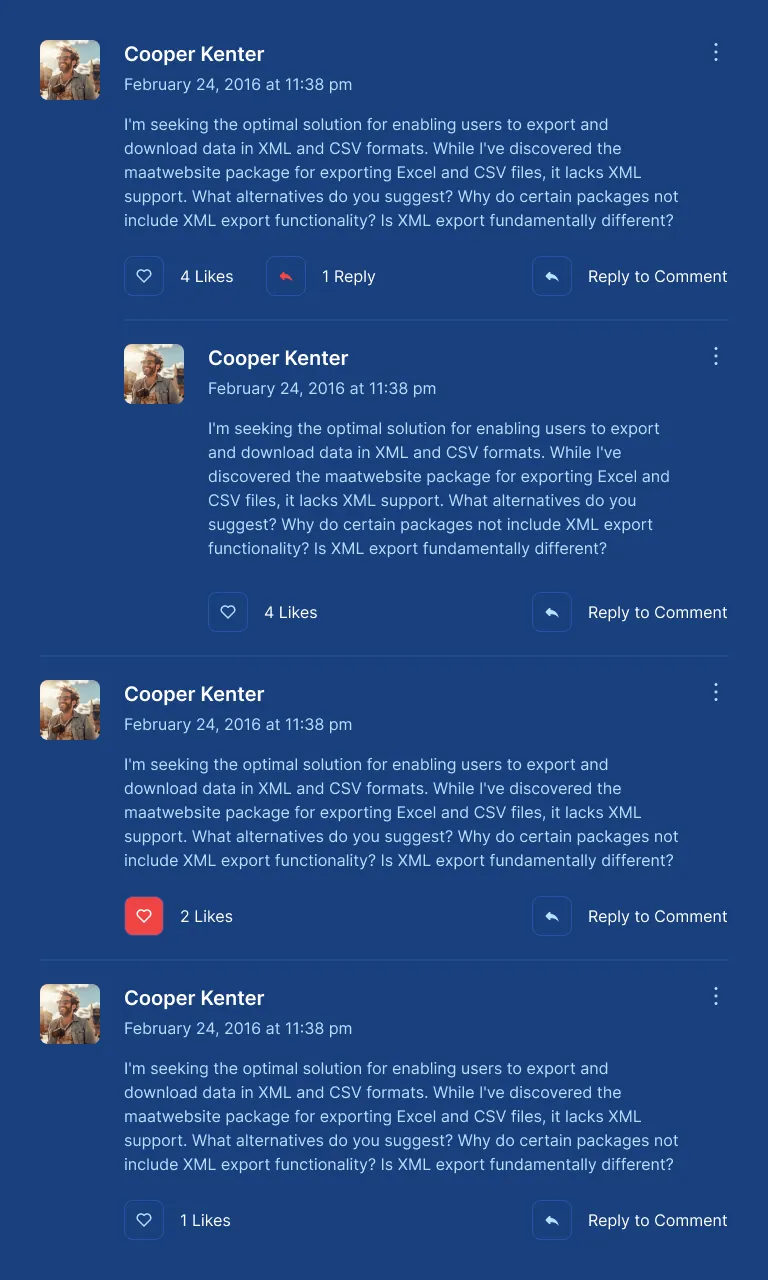 Cooper Kenter
February 24, 2016 at 11:38 pm
I'm seeking the optimal solution for enabling users to export and
download data in XML and CSV formats. While I've discovered the
maatwebsite package for exporting Excel and CSV files, it lacks XML
support. What alternatives do you suggest? Why do certain packages not
include XML export functionality? Is XML export fundamentally different?
4 Likes 1 Reply Reply to Comment
Cooper Kenter
February 24, 2016 at 11:38 pm
I'm seeking the optimal solution for enabling users to export
and download data in XML and CSV formats. While I've
discovered the maatwebsite package for exporting Excel and
CSV files, it lacks XML support. What alternatives do you
suggest? Why do certain packages not include XML export
functionality? Is XML export fundamentally different?
4 Likes Reply to Comment
Cooper Kenter
February 24, 2016 at 11:38 pm
I'm seeking the optimal solution for enabling users to export and
download data in XML and CSV formats. While I've discovered the
maatwebsite package for exporting Excel and CSV files, it lacks XML
support. What alternatives do you suggest? Why do certain packages not
include XML export functionality? Is XML export fundamentally different?
2 Likes Reply to Comment
Cooper Kenter
February 24, 2016 at 11:38 pm
I'm seeking the optimal solution for enabling users to export and
download data in XML and CSV formats. While I've discovered the
maatwebsite package for exporting Excel and CSV files, it lacks XML
support. What alternatives do you suggest? Why do certain packages not
include XML export functionality? Is XML export fundamentally different?
1 Likes Reply to Comment